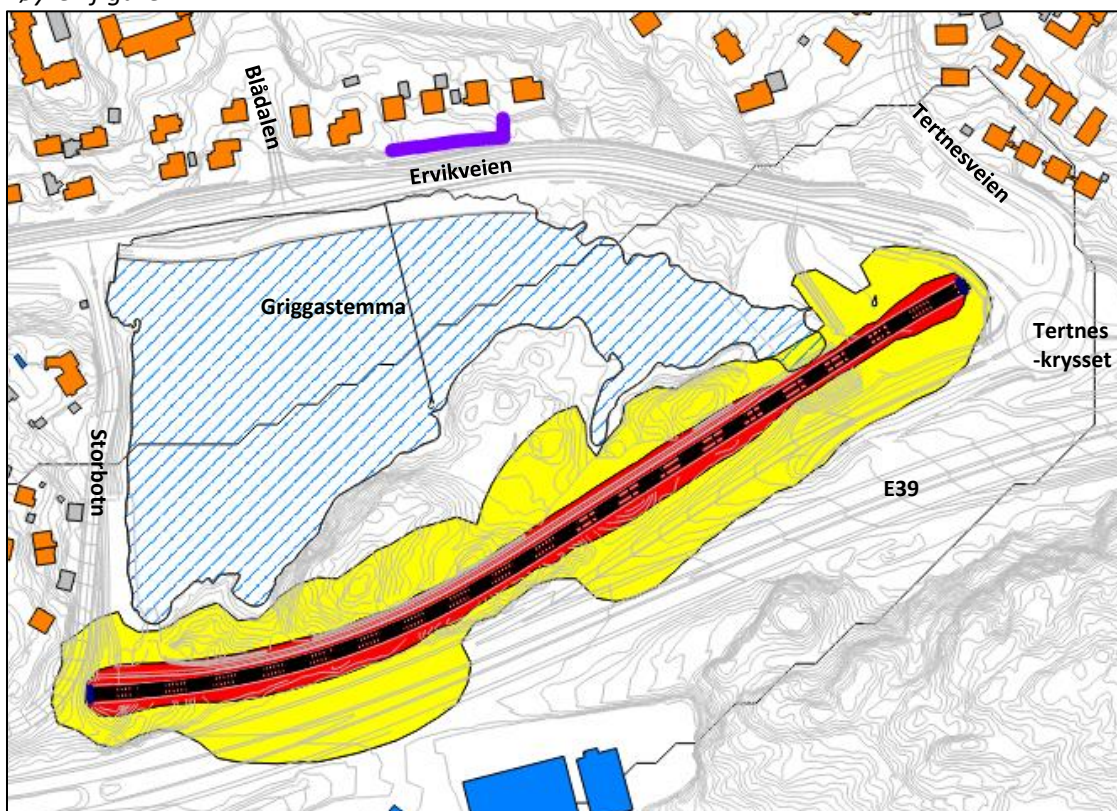 Blådalen
Ervikveien
Tertnesveien
Griggastemma
Tertnes
-krysset
Storbotn
E39